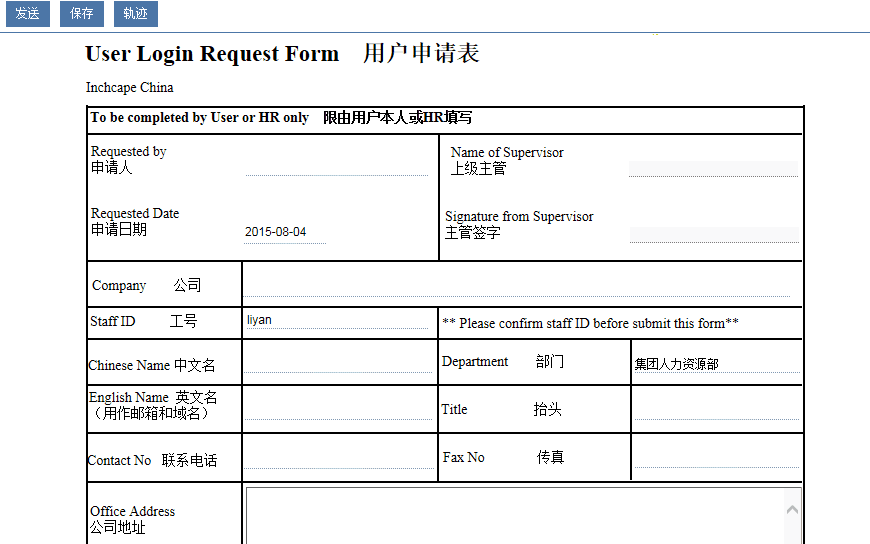 发送 保存 轨迹
User Login Request Form 用户申请表
Inchcape China
To be completed by User or HR only 限由用户本人或HR填写
Requested by
申请人
Name of Supervisor
上级主管
Requested Date
申请日期 2015-08-04
Signature from Supervisor
主管签字
Company 公司
Staff ID 工号 liyan ** Please confirm staff ID before submit this form**
Chinese Name 中文名 Department 部门 集团人力资源部
English Name 英文名
（用作邮箱和域名） Title 抬头
Contact No 联系电话 Fax No 传真
Office Address
公司地址